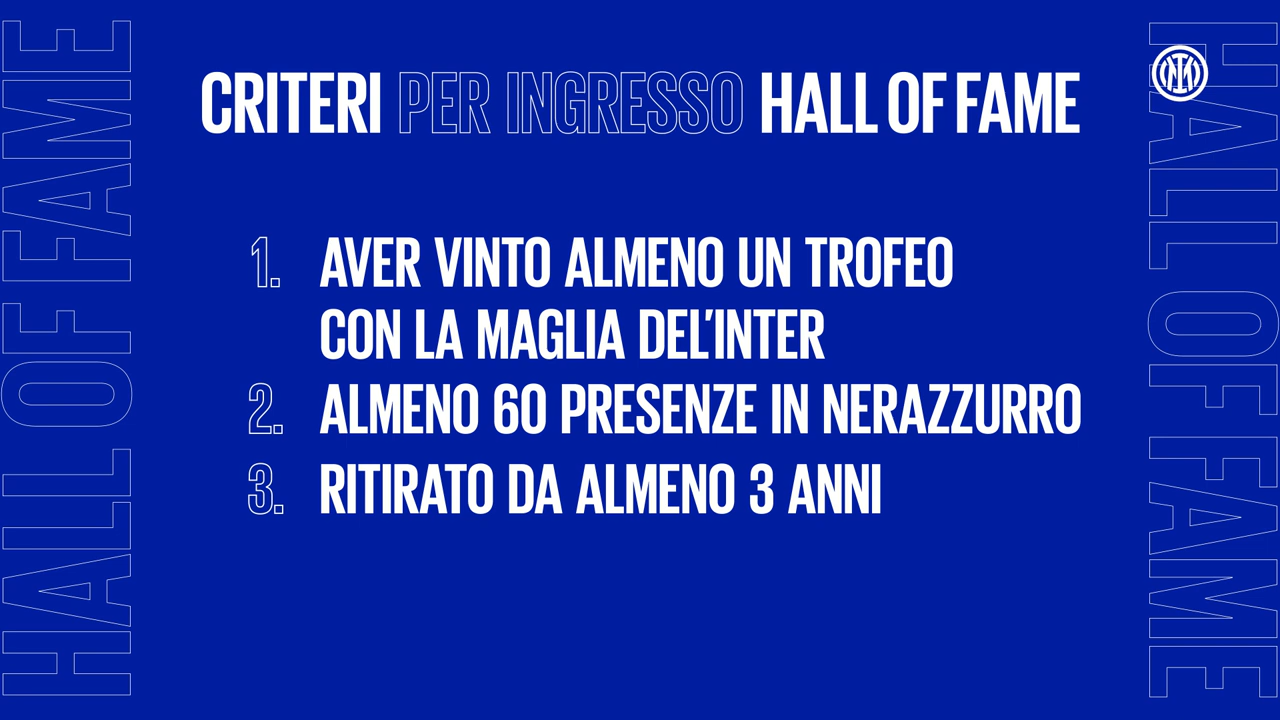 HALL OF FAME
CRITERI PER INGRESSO HALL OF FAME
1. AVER VINTO ALMENO UN TROFEO
CON LA MAGLIA DEL'INTER
2. ALMENO 60 PRESENZE IN NERAZZURRO
3. RITIRATO DA ALMENO 3 ANNI
HALL OF FAME